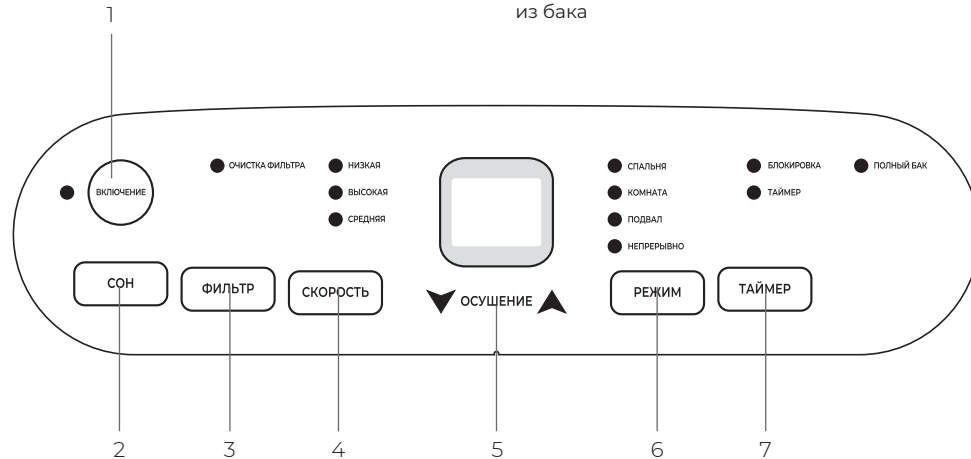 1
из бака
ОЧИСТКА ФИЛЬТРА
НИЗКАЯ
СПАЛЬНЯ
БЛОКИРОВКА
ПОЛНЫЙ БАК
ВКЛЮЧЕНИЕ
ВЫСОКАЯ
КОМНАТА
ТАЙМЕР
СРЕДНЯЯ
ПОДВАЛ
НЕПРЕРЫВНО
СОН
ФИЛЬТР
СКОРОСТЬ
ОСУШЕНИЕ
РЕЖИМ
ТАЙМЕР
2
3
4
5
6
7